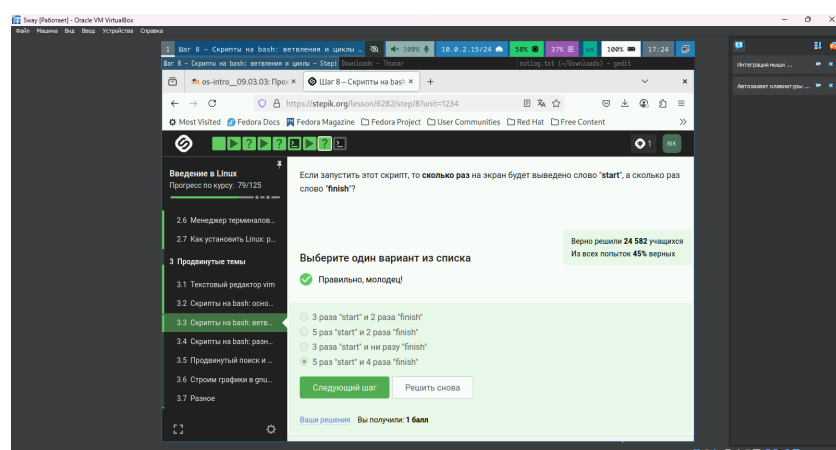 Sway [Работает] - Oracle VM VirtualBox
Файл Машина Вид Ввод Устройства Справка
1 Шаг 8 – Скрипты на bash: ветвления и циклы … 100% 10.0.2.15/24 58% 37% us 100% 17:24
Шаг 8 – Скрипты на bash: ветвления и циклы – Stepi Downloads - Thunar outlog.txt (~/Downloads) - gedit
Интеграция мыши ...
Автозахват клавиатуры ...
os-intro__09.03.03: Про× Шаг 8 – Скрипты на bash × +
https://stepik.org/lesson/6282/step/8?unit=1234
Most Visited Fedora Docs Fedora Magazine Fedora Project User Communities Red Hat Free Content
1 ЮК
Введение в Linux
Прогресс по курсу: 79/125
2.6 Менеджер терминалов...
2.7 Как установить Linux: р...
3 Продвинутые темы
3.1 Текстовый редактор vim
3.2 Скрипты на bash: осно...
3.3 Скрипты на bash: ветв...
3.4 Скрипты на bash: разн...
3.5 Продвинутый поиск и ...
3.6 Строим графики в gnu...
3.7 Разное
Если запустить этот скрипт, то сколько раз на экран будет выведено слово "start", а сколько раз
слово "finish"?
Верно решили 24 582 учащихся
Из всех попыток 45% верных
Выберите один вариант из списка
Правильно, молодец!
3 раза "start" и 2 раза "finish"
5 раз "start" и 2 раза "finish"
3 раза "start" и ни разу "finish"
5 раз "start" и 4 раза "finish"
Следующий шаг Решить снова
Ваши решения Вы получили: 1 балл